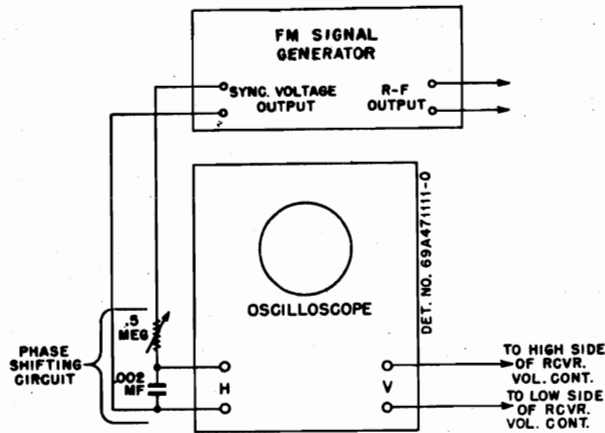 FM SIGNAL
GENERATOR
SYNC. VOLTAGE
OUTPUT
R-F
OUTPUT
DET. NO. 69A471111-0
OSCILLOSCOPE
.5
MEG
PHASE
SHIFTING
CIRCUIT
.002
MF
H
V
TO HIGH SIDE
OF RCVR.
VOL. CONT.
TO LOW SIDE
OF RCVR.
VOL. CONT.